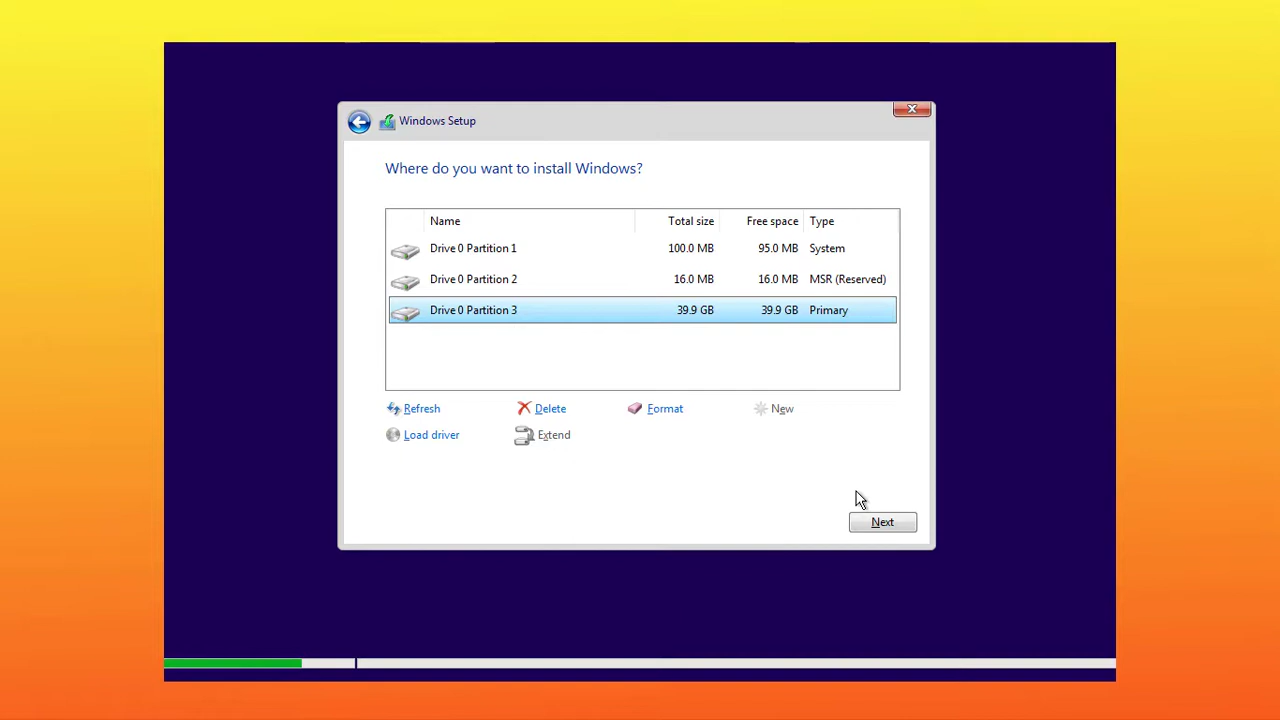 Windows Setup
Where do you want to install Windows?
Name Total size Free space Type
Drive 0 Partition 1 100.0 MB 95.0 MB System
Drive 0 Partition 2 16.0 MB 16.0 MB MSR (Reserved)
Drive 0 Partition 3 39.9 GB 39.9 GB Primary
Refresh Delete Format New
Load driver Extend
Next